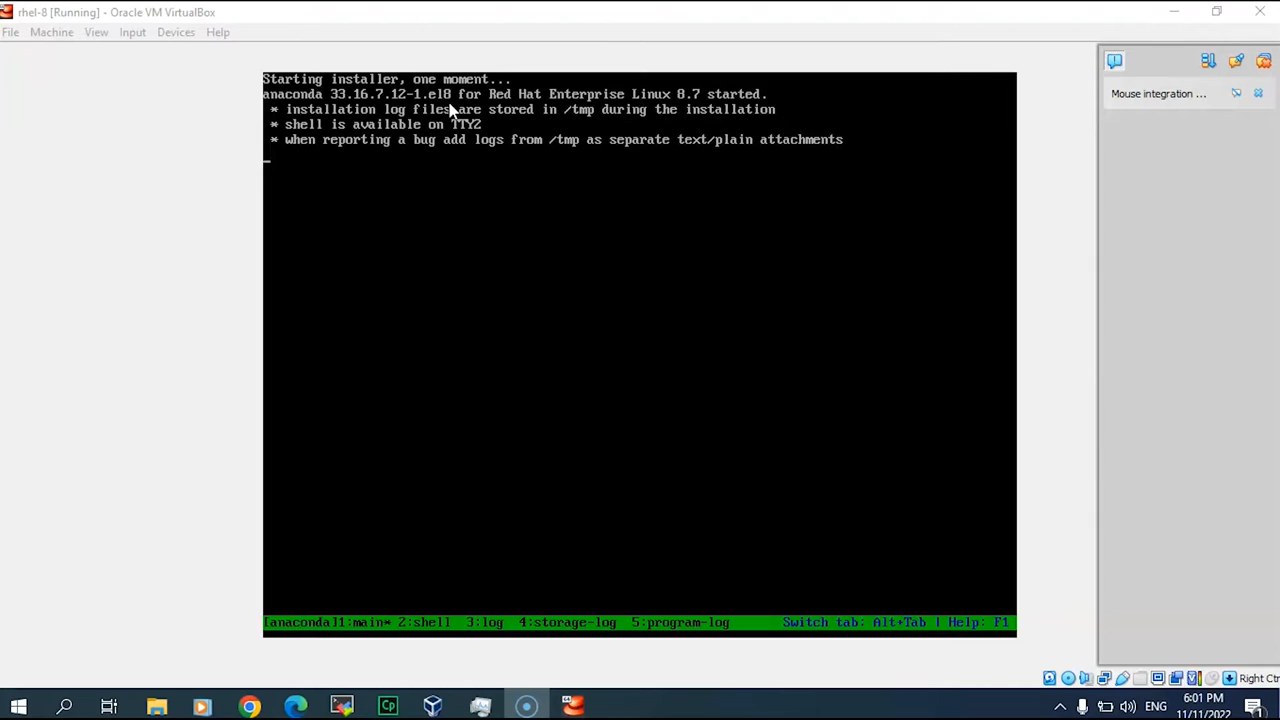 rhel-8 [Running] - Oracle VM VirtualBox
File Machine View Input Devices Help
Starting installer, one moment...
anaconda 33.16.7.12-1.el8 for Red Hat Enterprise Linux 8.7 started.
* installation log files are stored in /tmp during the installation
* shell is available on TTY2
* when reporting a bug add logs from /tmp as separate text/plain attachments
Mouse integration ...
[anaconda]1:main* 2:shell 3:log 4:storage-log 5:program-log Switch tab: Alt+Tab | Help: F1
Right Ctr
Cp
ENG
6:01 PM
11/11/2022
1